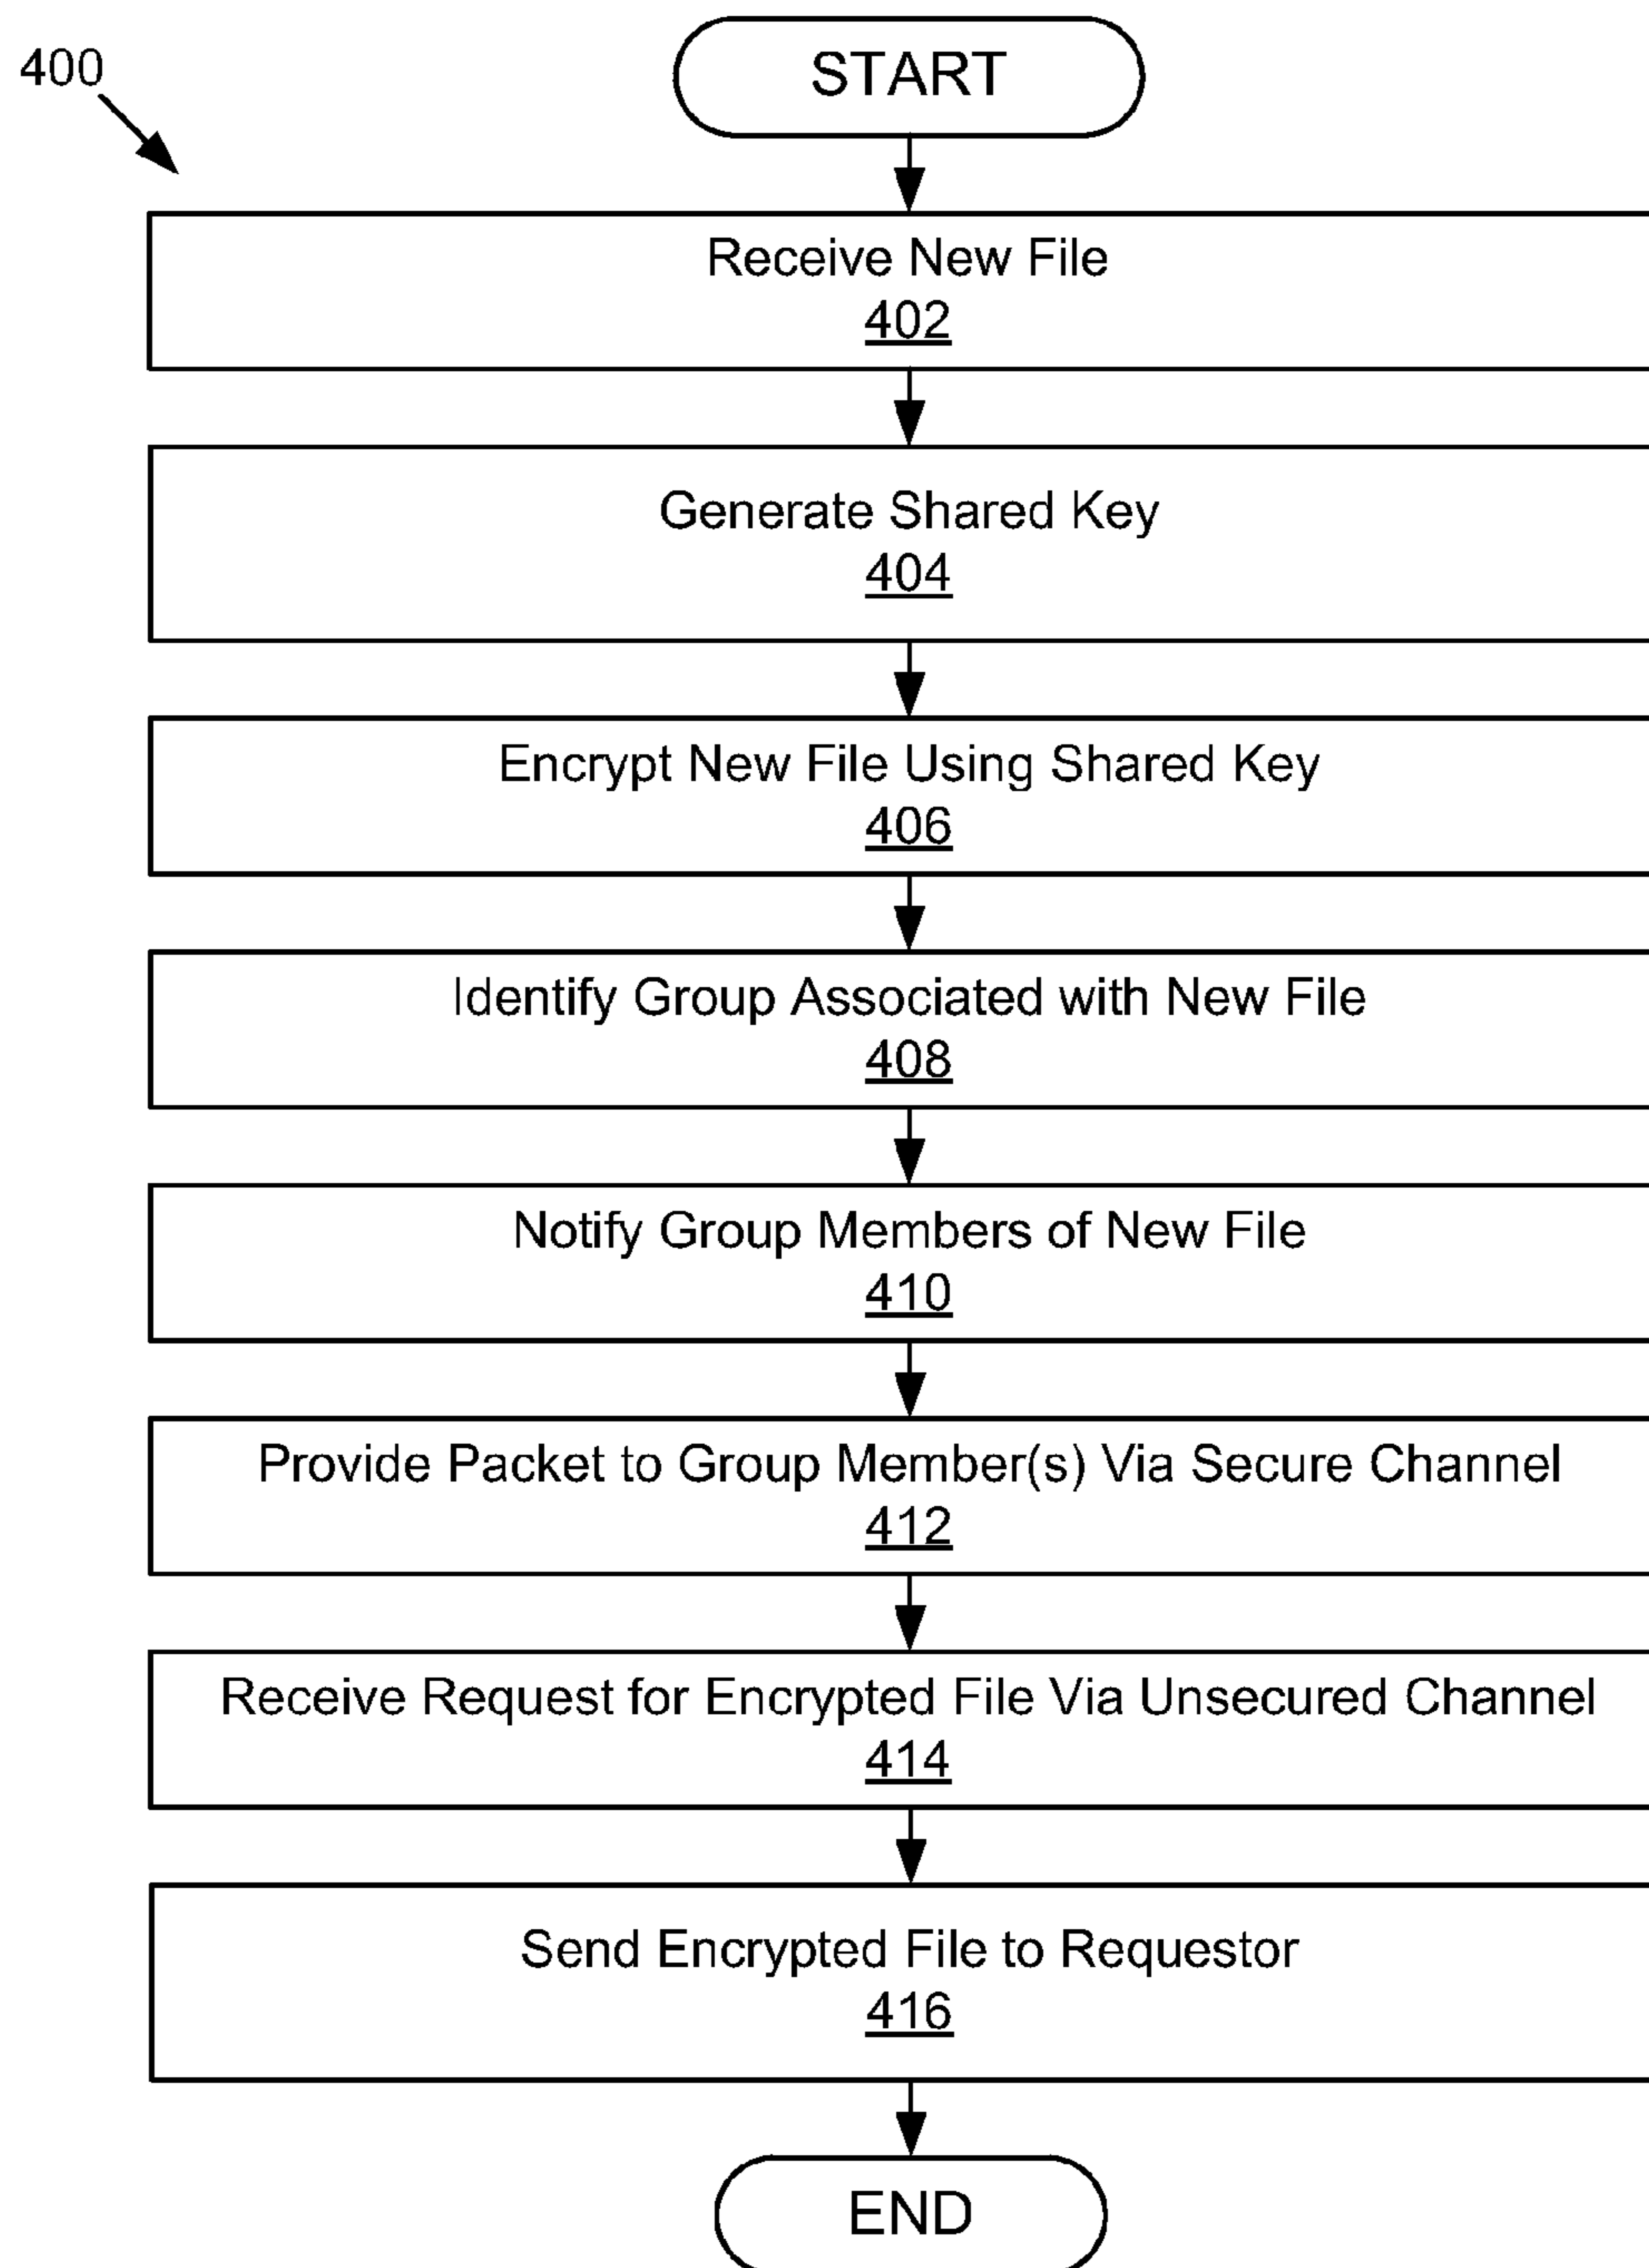 400
START
Receive New File
402
Generate Shared Key
404
Encrypt New File Using Shared Key
406
Identify Group Associated with New File
408
Notify Group Members of New File
410
Provide Packet to Group Member(s) Via Secure Channel
412
Receive Request for Encrypted File Via Unsecured Channel
414
Send Encrypted File to Requestor
416
END